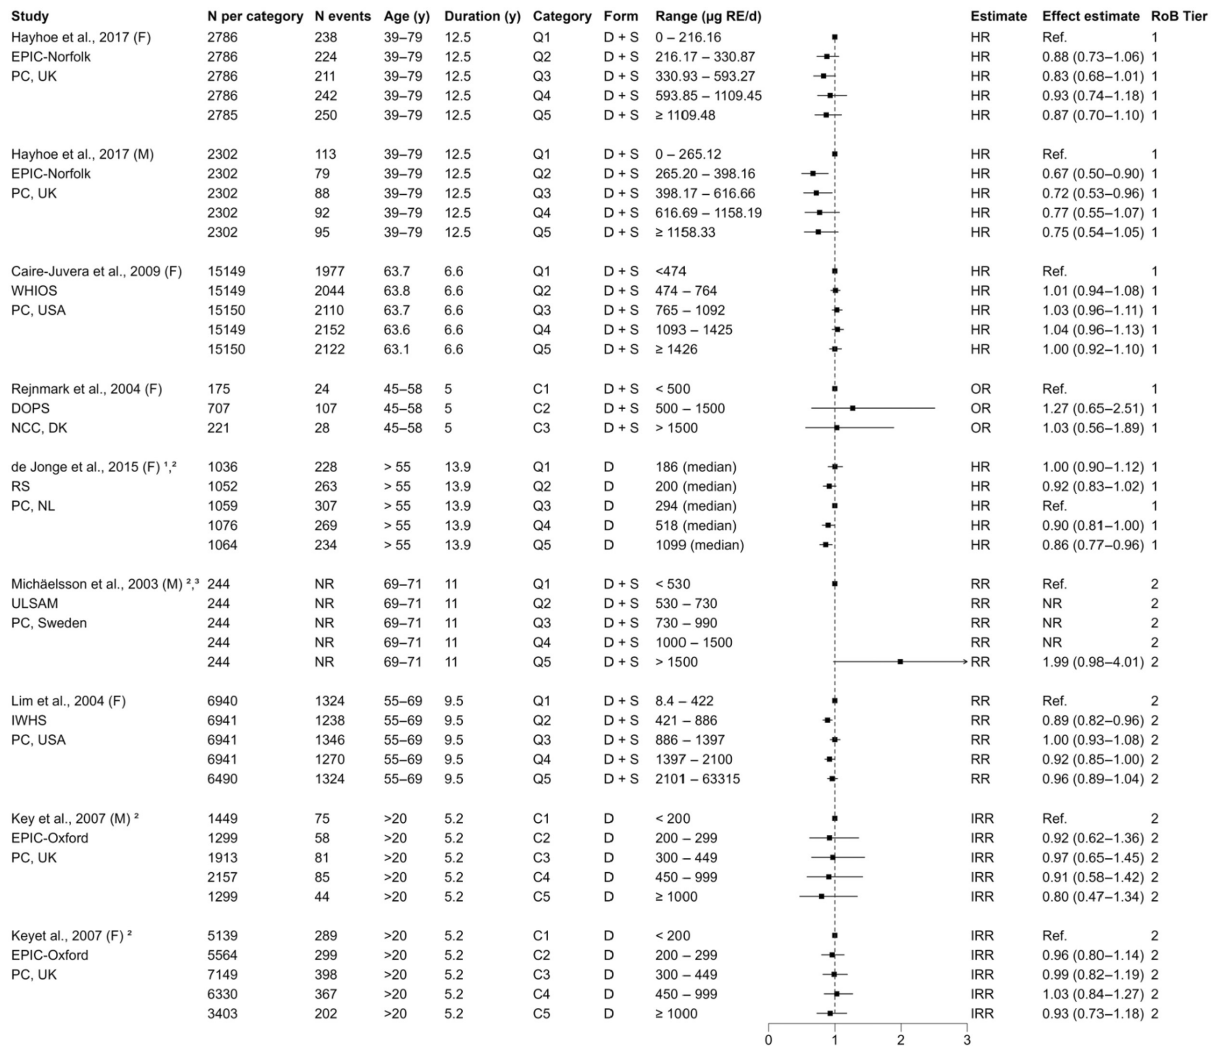 Study N per category N events Age (y) Duration (y) Category Form Range (µg RE/d) Estimate Effect estimate RoB Tier
Hayhoe et al., 2017 (F) 2786 238 39–79 12.5 Q1 D + S 0 – 216.16 HR Ref. 1
EPIC-Norfolk 2786 224 39–79 12.5 Q2 D + S 216.17 – 330.87 HR 0.88 (0.73–1.06) 1
PC, UK 2786 211 39–79 12.5 Q3 D + S 330.93 – 593.27 HR 0.83 (0.68–1.01) 1
2786 242 39–79 12.5 Q4 D + S 593.85 – 1109.45 HR 0.93 (0.74–1.18) 1
2785 250 39–79 12.5 Q5 D + S ≥ 1109.48 HR 0.87 (0.70–1.10) 1
Hayhoe et al., 2017 (M) 2302 113 39–79 12.5 Q1 D + S 0 – 265.12 HR Ref. 1
EPIC-Norfolk 2302 79 39–79 12.5 Q2 D + S 265.20 – 398.16 HR 0.67 (0.50–0.90) 1
PC, UK 2302 88 39–79 12.5 Q3 D + S 398.17 – 616.66 HR 0.72 (0.53–0.96) 1
2302 92 39–79 12.5 Q4 D + S 616.69 – 1158.19 HR 0.77 (0.55–1.07) 1
2302 95 39–79 12.5 Q5 D + S ≥ 1158.33 HR 0.75 (0.54–1.05) 1
Caire-Juvera et al., 2009 (F) 15149 1977 63.7 6.6 Q1 D + S <474 HR Ref. 1
WHIOS 15149 2044 63.8 6.6 Q2 D + S 474 – 764 HR 1.01 (0.94–1.08) 1
PC, USA 15150 2110 63.7 6.6 Q3 D + S 765 – 1092 HR 1.03 (0.96–1.11) 1
15149 2152 63.6 6.6 Q4 D + S 1093 – 1425 HR 1.04 (0.96–1.13) 1
15150 2122 63.1 6.6 Q5 D + S ≥ 1426 HR 1.00 (0.92–1.10) 1
Rejnmark et al., 2004 (F) 175 24 45–58 5 C1 D + S < 500 OR Ref. 1
DOPS 707 107 45–58 5 C2 D + S 500 – 1500 OR 1.27 (0.65–2.51) 1
NCC, DK 221 28 45–58 5 C3 D + S > 1500 OR 1.03 (0.56–1.89) 1
de Jonge et al., 2015 (F) ¹,² 1036 228 > 55 13.9 Q1 D 186 (median) HR 1.00 (0.90–1.12) 1
RS 1052 263 > 55 13.9 Q2 D 200 (median) HR 0.92 (0.83–1.02) 1
PC, NL 1059 307 > 55 13.9 Q3 D 294 (median) HR Ref. 1
1076 269 > 55 13.9 Q4 D 518 (median) HR 0.90 (0.81–1.00) 1
1064 234 > 55 13.9 Q5 D 1099 (median) HR 0.86 (0.77–0.96) 1
Michäelsson et al., 2003 (M) ²,³ 244 NR 69–71 11 Q1 D + S < 530 RR Ref. 2
ULSAM 244 NR 69–71 11 Q2 D + S 530 – 730 RR NR 2
PC, Sweden 244 NR 69–71 11 Q3 D + S 730 – 990 RR NR 2
244 NR 69–71 11 Q4 D + S 1000 – 1500 RR NR 2
244 NR 69–71 11 Q5 D + S > 1500 RR 1.99 (0.98–4.01) 2
Lim et al., 2004 (F) 6940 1324 55–69 9.5 Q1 D + S 8.4 – 422 RR Ref. 2
IWHS 6941 1238 55–69 9.5 Q2 D + S 421 – 886 RR 0.89 (0.82–0.96) 2
PC, USA 6941 1346 55–69 9.5 Q3 D + S 886 – 1397 RR 1.00 (0.93–1.08) 2
6941 1270 55–69 9.5 Q4 D + S 1397 – 2100 RR 0.92 (0.85–1.00) 2
6490 1324 55–69 9.5 Q5 D + S 2101 – 63315 RR 0.96 (0.89–1.04) 2
Key et al., 2007 (M) ² 1449 75 >20 5.2 C1 D < 200 IRR Ref. 2
EPIC-Oxford 1299 58 >20 5.2 C2 D 200 – 299 IRR 0.92 (0.62–1.36) 2
PC, UK 1913 81 >20 5.2 C3 D 300 – 449 IRR 0.97 (0.65–1.45) 2
2157 85 >20 5.2 C4 D 450 – 999 IRR 0.91 (0.58–1.42) 2
1299 44 >20 5.2 C5 D ≥ 1000 IRR 0.80 (0.47–1.34) 2
Keyet al., 2007 (F) ² 5139 289 >20 5.2 C1 D < 200 IRR Ref. 2
EPIC-Oxford 5564 299 >20 5.2 C2 D 200 – 299 IRR 0.96 (0.80–1.14) 2
PC, UK 7149 398 >20 5.2 C3 D 300 – 449 IRR 0.99 (0.82–1.19) 2
6330 367 >20 5.2 C4 D 450 – 999 IRR 1.03 (0.84–1.27) 2
3403 202 >20 5.2 C5 D ≥ 1000 IRR 0.93 (0.73–1.18) 2
0 1 2 3